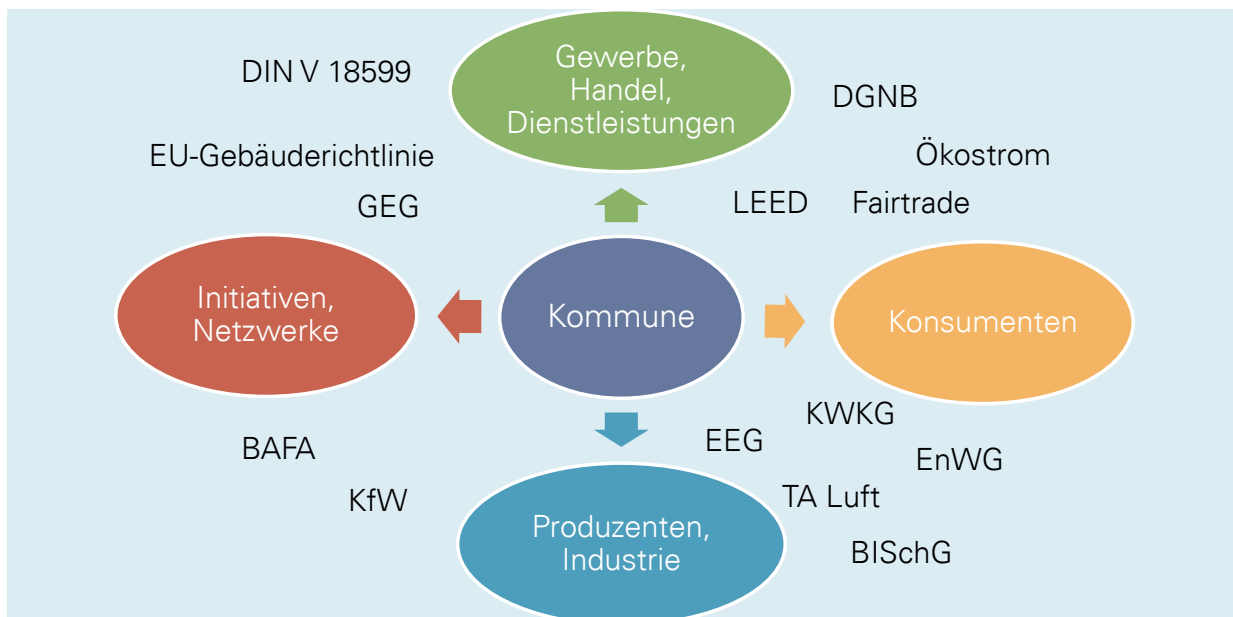 DIN V 18599
Gewerbe,
Handel,
Dienstleistungen
DGNB
EU-Gebäuderichtlinie
Ökostrom
GEG
LEED
Fairtrade
Initiativen,
Netzwerke
Kommune
Konsumenten
BAFA
KfW
EEG
KWKG
EnWG
TA Luft
BISchG
Produzenten,
Industrie